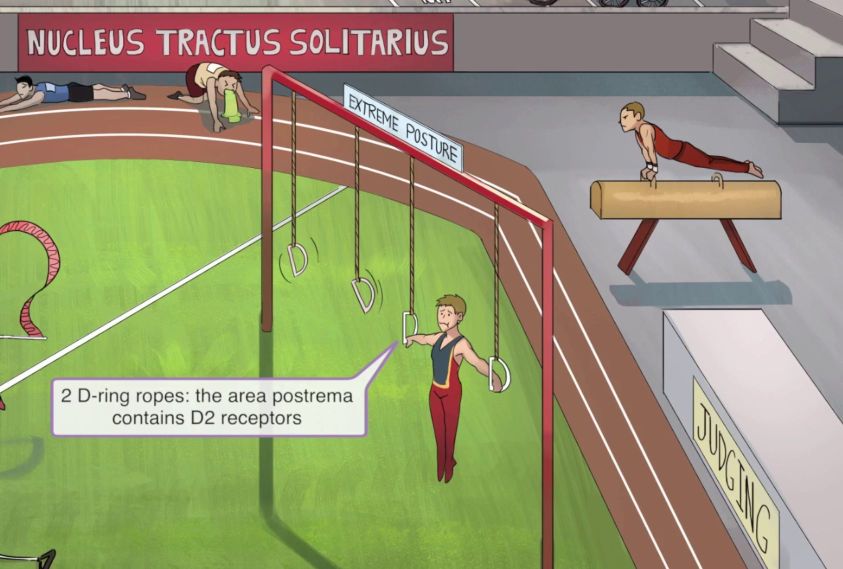 NUCLEUS TRACTUS SOLITARIUS
EXTREME POSTURE
2 D-ring ropes: the area postrema
contains D2 receptors
JUDGING